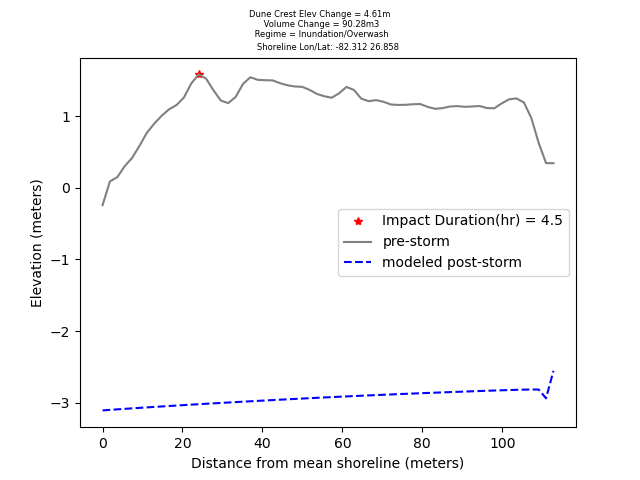 Dune Crest Elev Change = 4.61m
Volume Change = 90.28m3
Regime = Inundation/Overwash
Shoreline Lon/Lat: -82.312 26.858
1
0
−1
−2
−3
Elevation (meters)
Impact Duration(hr) = 4.5
pre-storm
modeled post-storm
0 20 40 60 80 100
Distance from mean shoreline (meters)